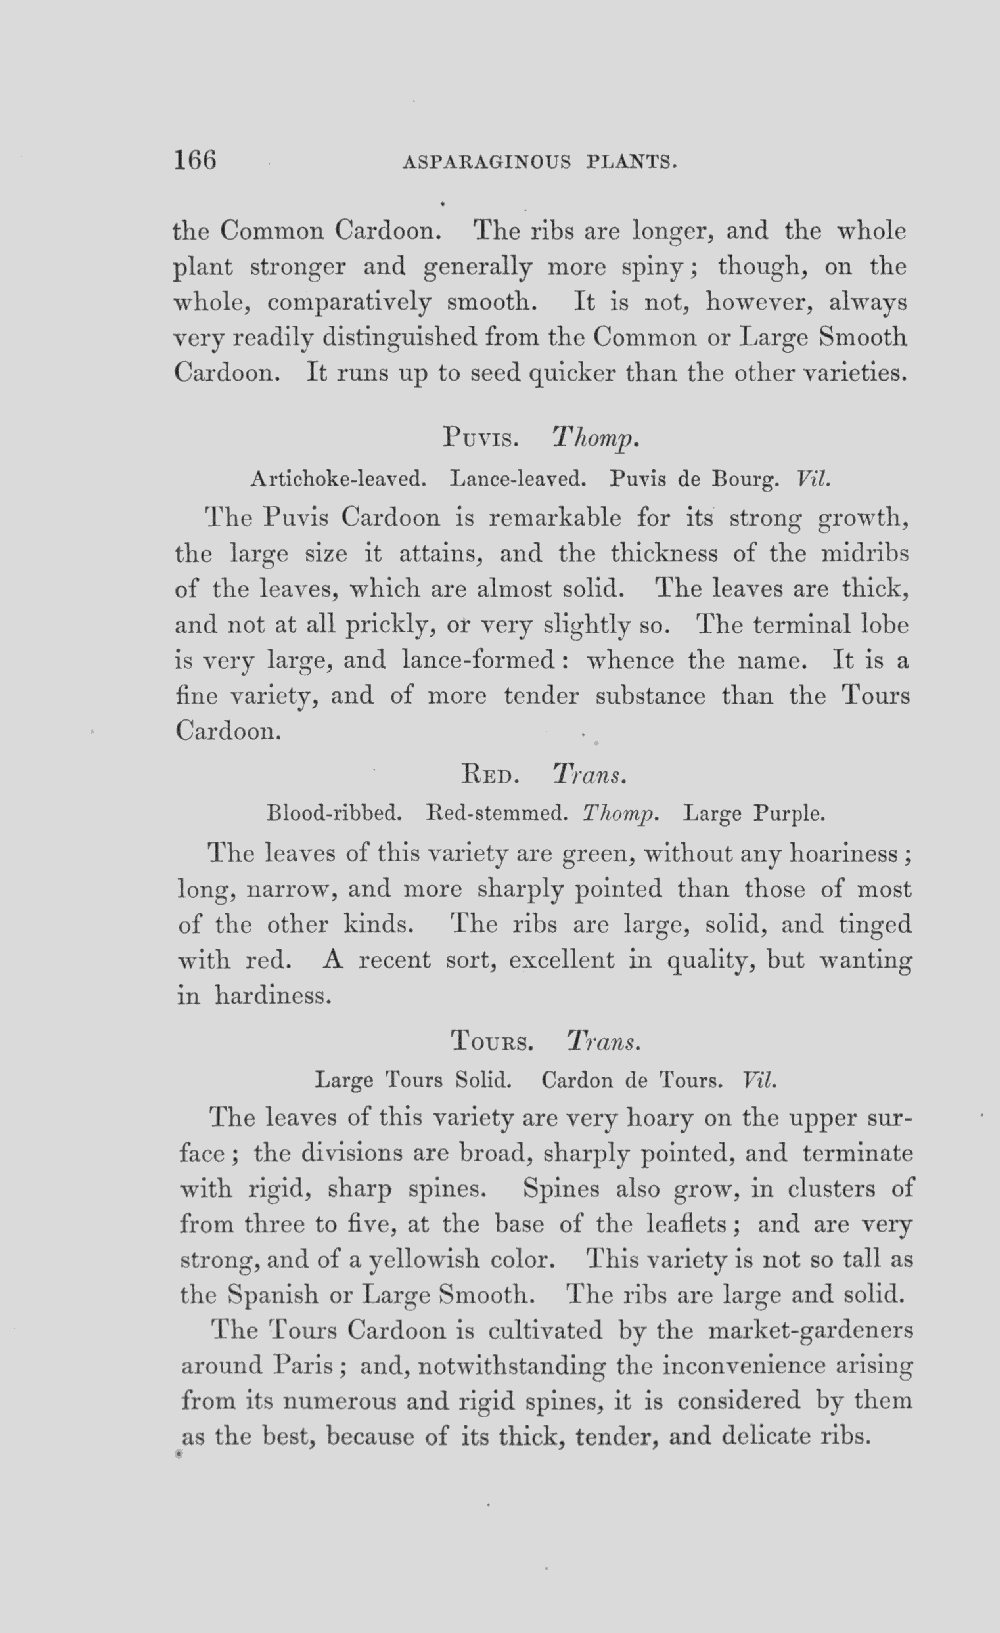 166 ASPARAGINOUS PLANTS.
the Common Cardoon. The ribs are longer, and the whole
plant stronger and generally more spiny; though, on the
whole, comparatively smooth. It is not, however, always
very readily distinguished from the Common or Large Smooth
Cardoon. It runs up to seed quicker than the other varieties.
PUVIS. Thomp.
Artichoke-leaved. Lance-leaved. Puvis de Bourg. Vil.
The Puvis Cardoon is remarkable for its strong growth,
the large size it attains, and the thickness of the midribs
of the leaves, which are almost solid. The leaves are thick,
and not at all prickly, or very slightly so. The terminal lobe
is very large, and lance-formed: whence the name. It is a
fine variety, and of more tender substance than the Tours
Cardoon.
RED. Trans.
Blood-ribbed. Red-stemmed. Thomp. Large Purple.
The leaves of this variety are green, without any hoariness;
long, narrow, and more sharply pointed than those of most
of the other kinds. The ribs are large, solid, and tinged
with red. A recent sort, excellent in quality, but wanting
in hardiness.
TOURS. Trans.
Large Tours Solid. Cardon de Tours. Vil.
The leaves of this variety are very hoary on the upper sur-
face; the divisions are broad, sharply pointed, and terminate
with rigid, sharp spines. Spines also grow, in clusters of
from three to five, at the base of the leaflets; and are very
strong, and of a yellowish color. This variety is not so tall as
the Spanish or Large Smooth. The ribs are large and solid.
The Tours Cardoon is cultivated by the market-gardeners
around Paris; and, notwithstanding the inconvenience arising
from its numerous and rigid spines, it is considered by them
as the best, because of its thick, tender, and delicate ribs.